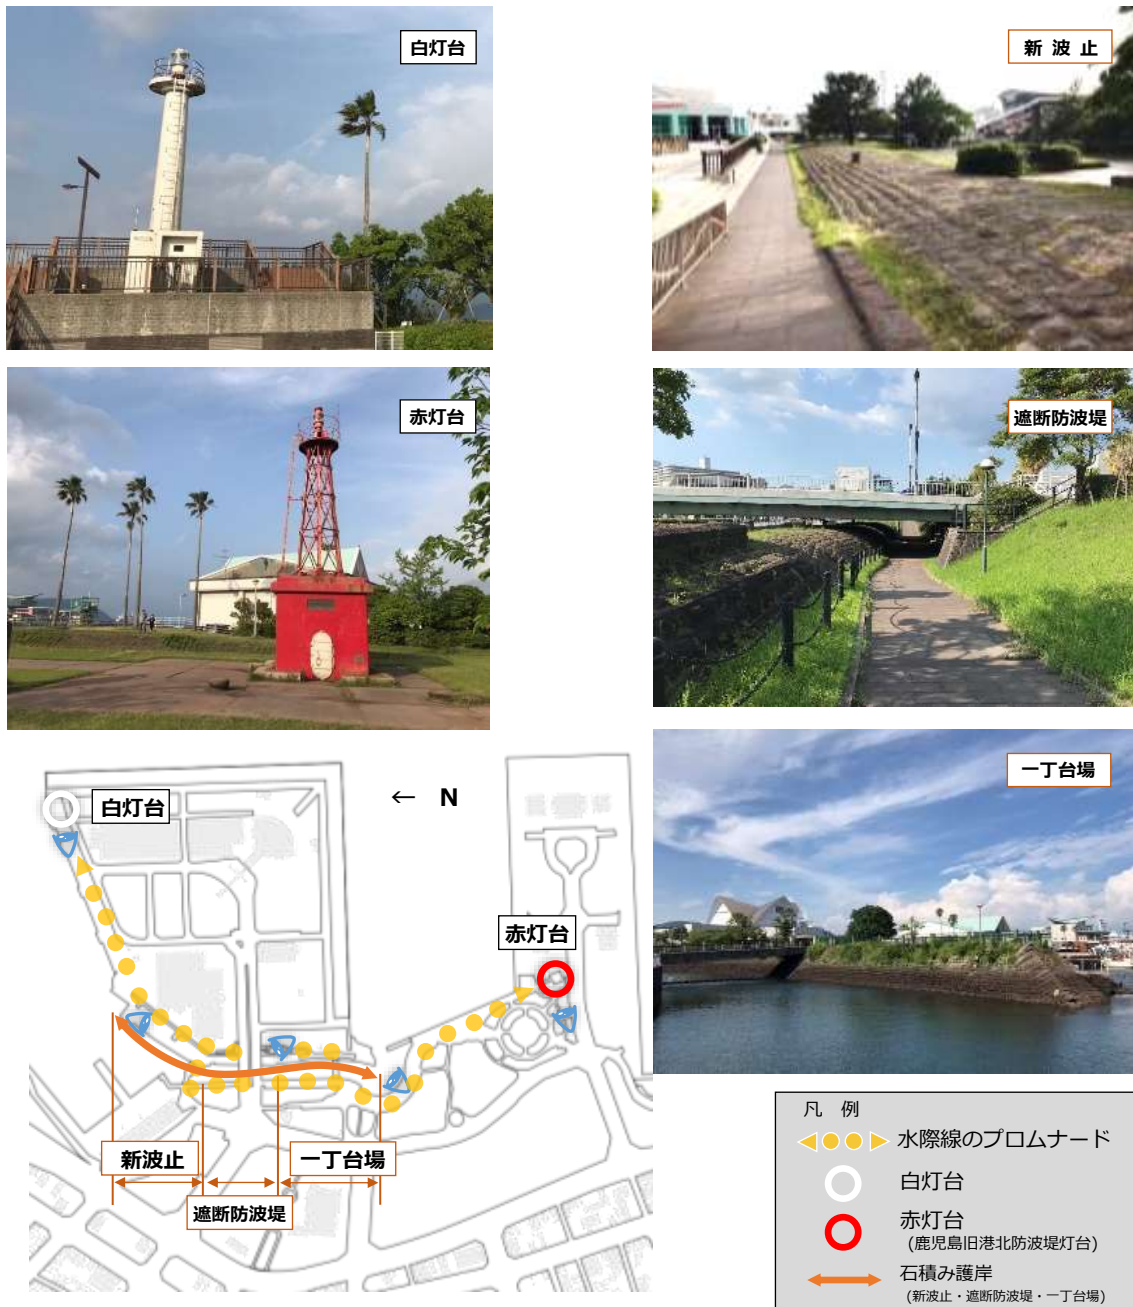 白灯台
新 波 止
赤灯台
遮断防波堤
一丁台場
白灯台
← N
赤灯台
新波止
一丁台場
遮断防波堤
凡 例
水際線のプロムナード
白灯台
赤灯台
(鹿児島旧港北防波堤灯台)
石積み護岸
(新波止・遮断防波堤・一丁台場)